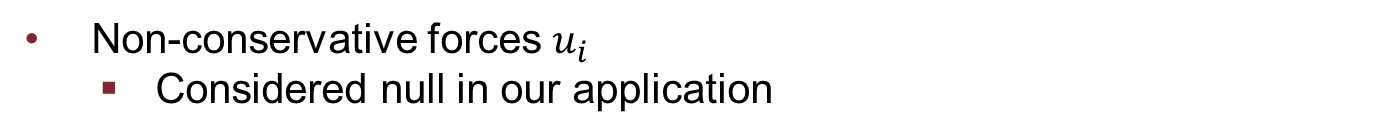 • Non-conservative forces $u_i$
▪ Considered null in our application